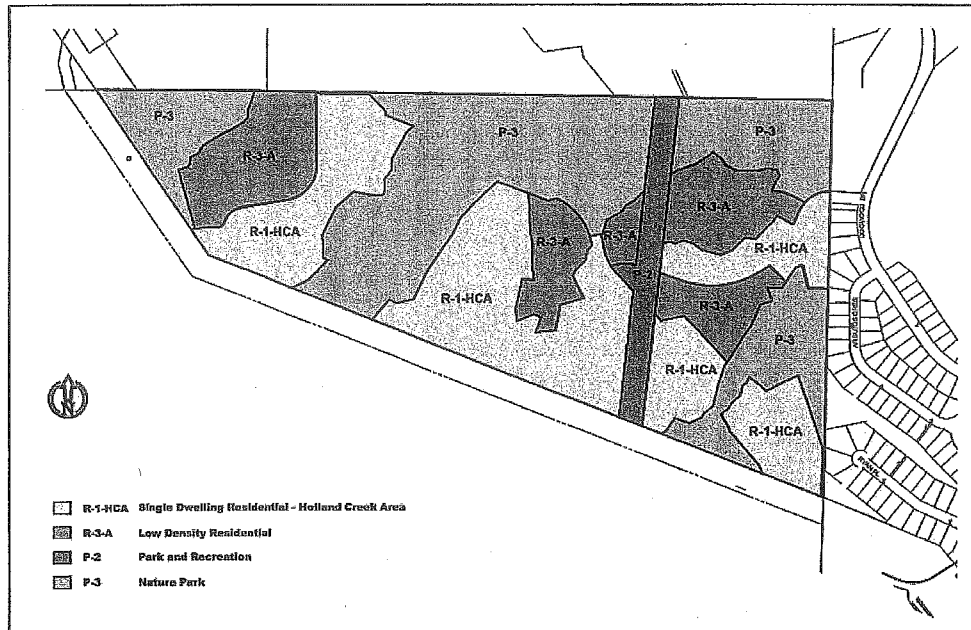 P-3
P-3
P-3
R-3-A
R-3-A
R-1-HCA
R-3-A
R-3-A
R-1-HCA
P-2
R-1-HCA
R-3-A
P-3
R-1-HCA
R-1-HCA
N
R-1-HCA Single Dwelling Residential - Holland Creek Area
R-3-A Low Density Residential
P-2 Park and Recreation
P-3 Nature Park